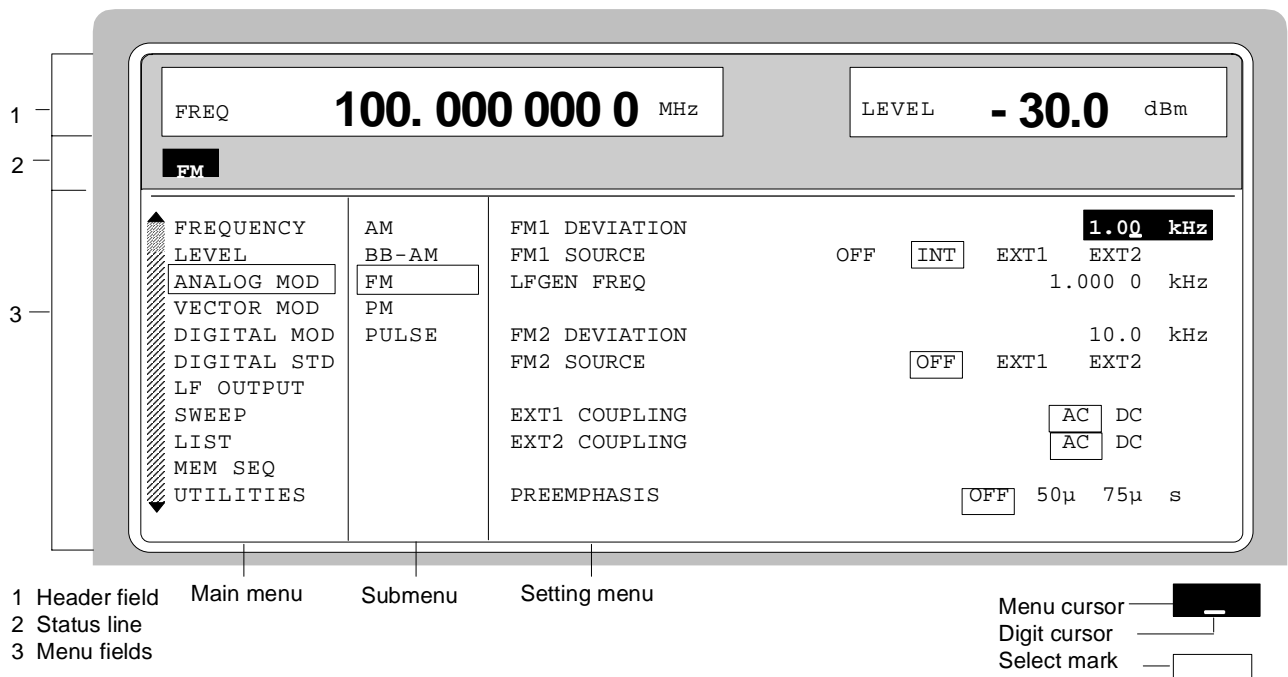 FREQ 100. 000 000 0 MHz LEVEL - 30.0 dBm
1
2
FM
FREQUENCY AM FM1 DEVIATION 1.00 kHz
LEVEL BB-AM FM1 SOURCE OFF INT EXT1 EXT2
ANALOG MOD FM LFGEN FREQ 1.000 0 kHz
VECTOR MOD PM
3
DIGITAL MOD PULSE FM2 DEVIATION 10.0 kHz
DIGITAL STD FM2 SOURCE OFF EXT1 EXT2
LF OUTPUT
SWEEP EXT1 COUPLING AC DC
LIST EXT2 COUPLING AC DC
MEM SEQ
UTILITIES PREEMPHASIS OFF 50µ 75µ s
Main menu Submenu Setting menu
1 Header field
2 Status line
3 Menu fields
Menu cursor
Digit cursor
Select mark